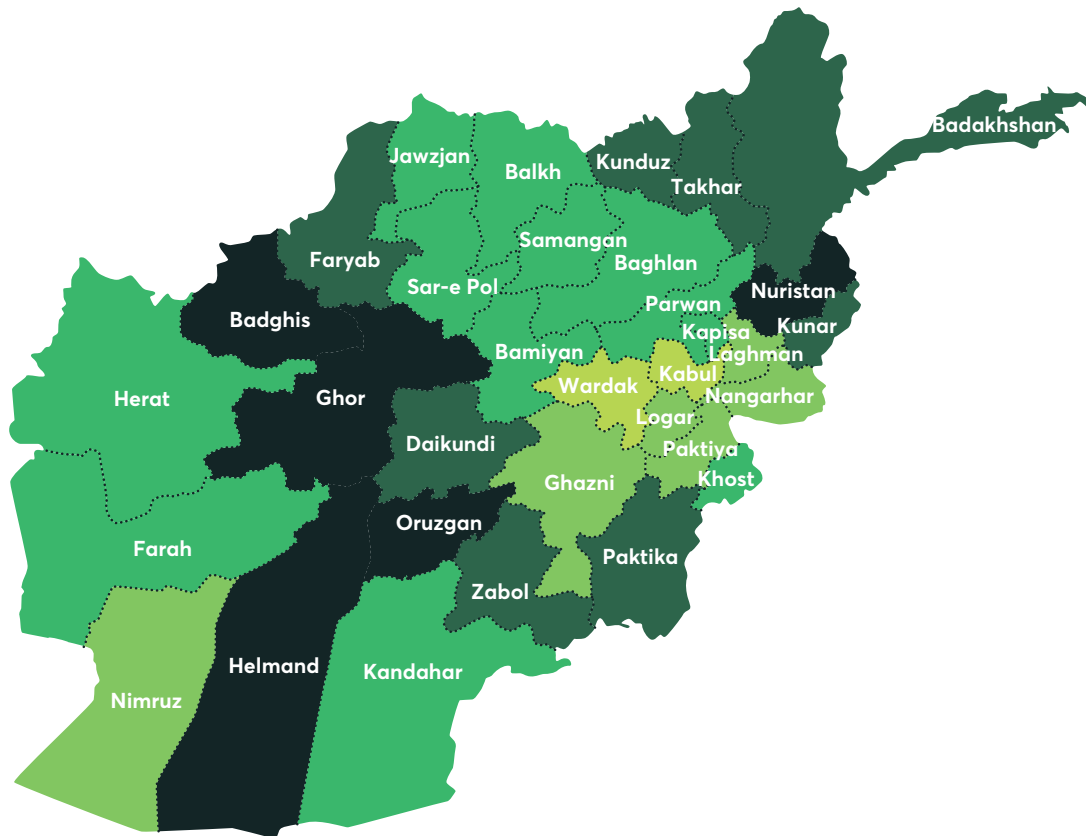 Badakhshan
Jawzjan
Balkh
Kunduz
Takhar
Faryab
Samangan
Baghlan
Sar-e Pol
Nuristan
Badghis
Parwan
Kapisa
Kunar
Bamiyan
Laghman
Herat
Ghor
Wardak
Kabul
Nangarhar
Daikundi
Logar
Paktiya
Ghazni
Khost
Oruzgan
Farah
Paktika
Zabol
Helmand
Kandahar
Nimruz